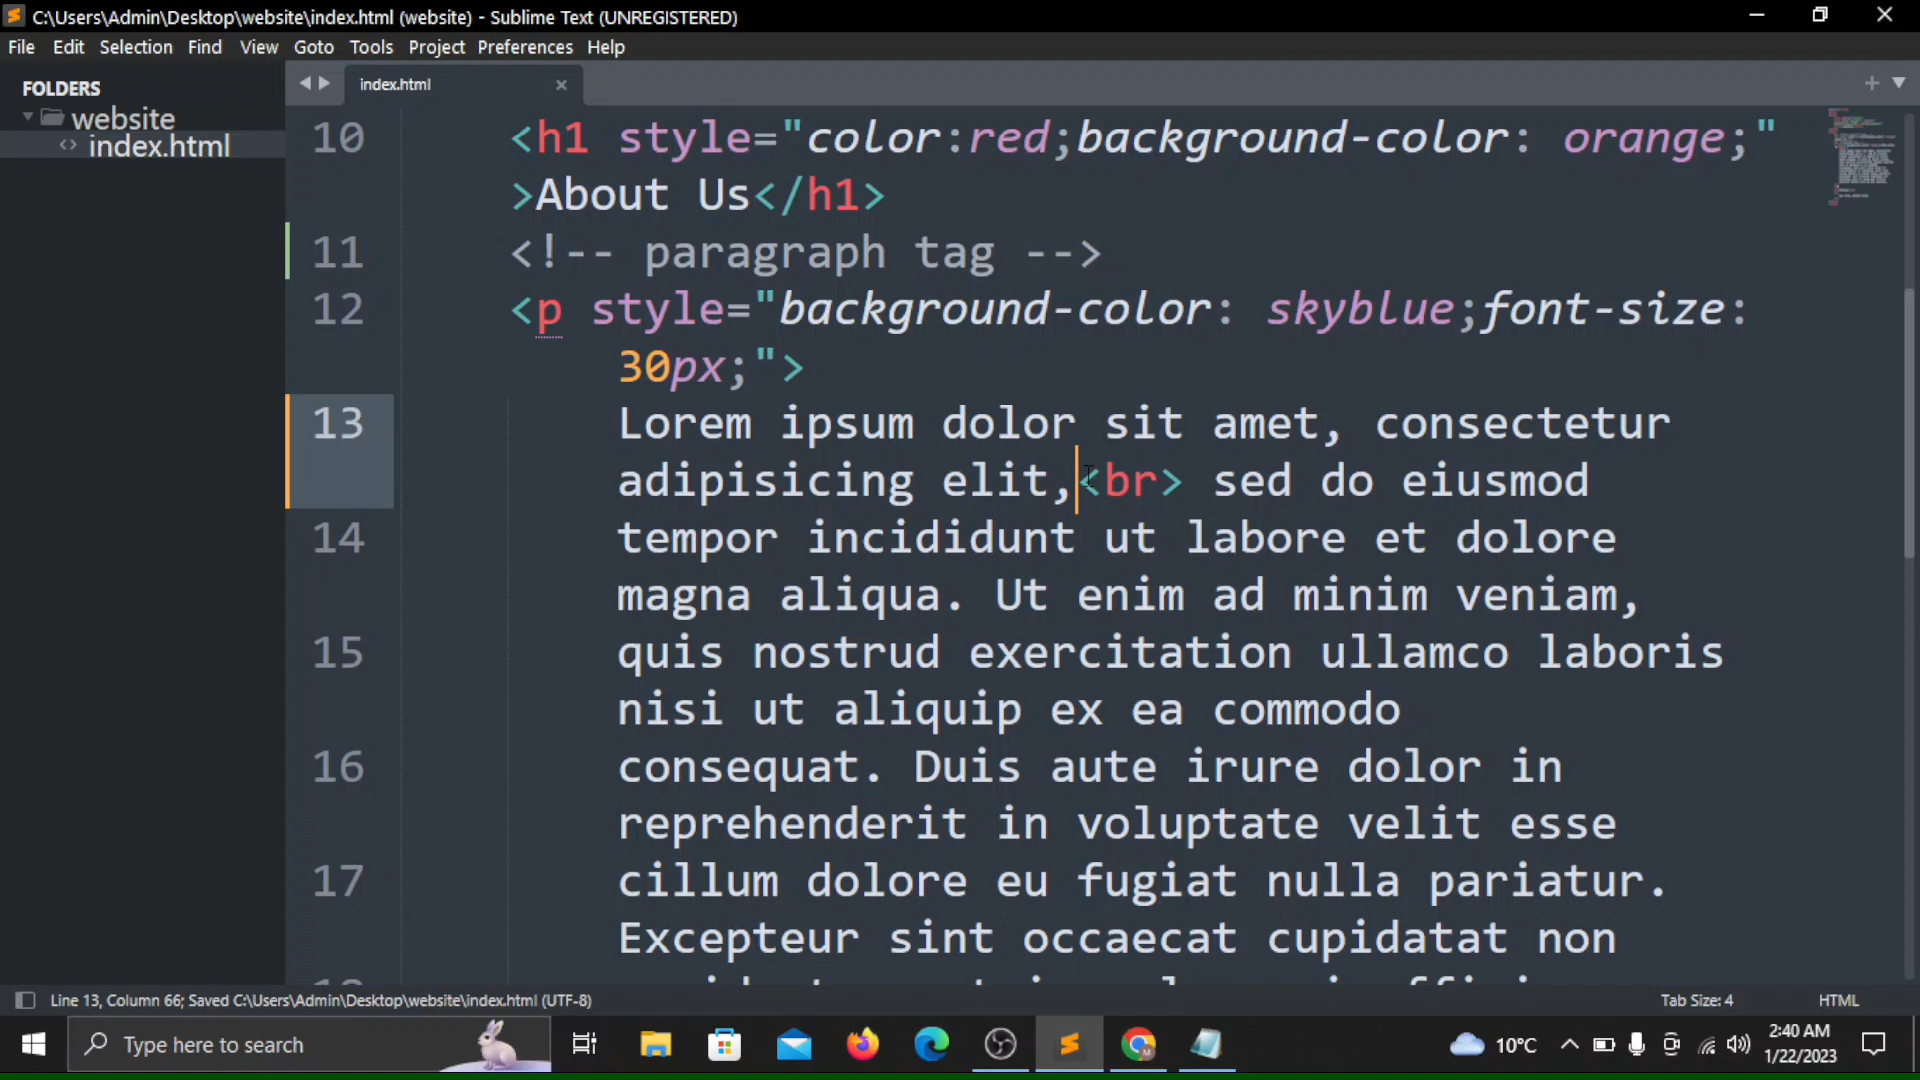 C:\Users\Admin\Desktop\website\index.html (website) - Sublime Text (UNREGISTERED)
File Edit Selection Find View Goto Tools Project Preferences Help
FOLDERS
website
index.html
index.html
10 <h1 style="color:red;background-color: orange;"
>About Us</h1>
11 <!-- paragraph tag -->
12 <p style="background-color: skyblue;font-size:
30px;">
13 Lorem ipsum dolor sit amet, consectetur
adipisicing elit,<br> sed do eiusmod
14 tempor incididunt ut labore et dolore
magna aliqua. Ut enim ad minim veniam,
15 quis nostrud exercitation ullamco laboris
nisi ut aliquip ex ea commodo
16 consequat. Duis aute irure dolor in
reprehenderit in voluptate velit esse
17 cillum dolore eu fugiat nulla pariatur.
Excepteur sint occaecat cupidatat non
Line 13, Column 66; Saved C:\Users\Admin\Desktop\website\index.html (UTF-8)
Tab Size: 4
HTML
Type here to search
10°C
2:40 AM
1/22/2023